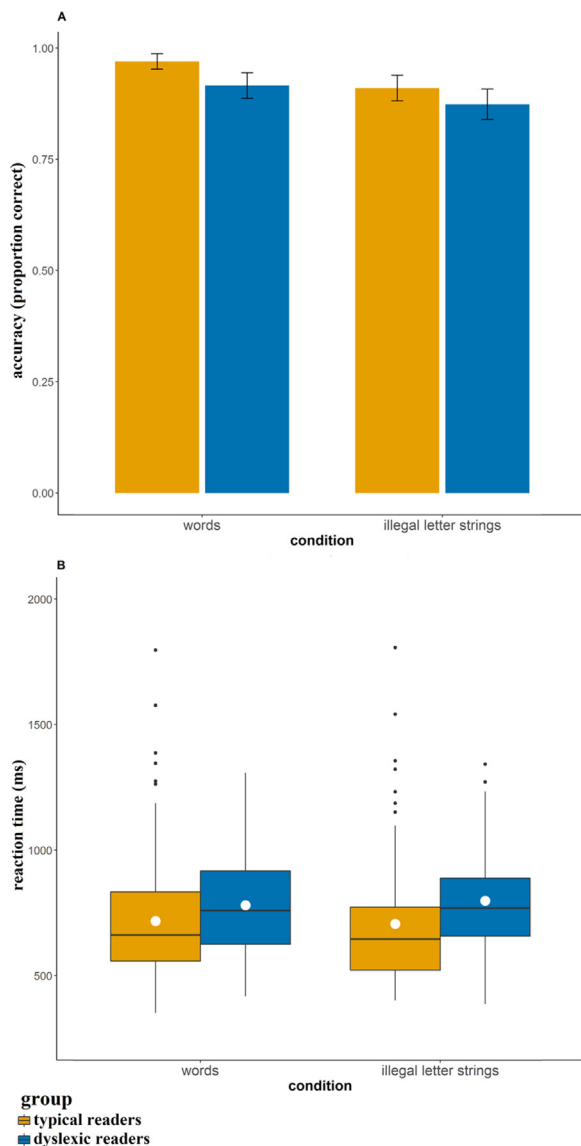 A
accuracy (proportion correct)
1.00
0.75
0.50
0.25
0.00
words illegal letter strings
condition
B
reaction time (ms)
2000
1500
1000
500
words illegal letter strings
condition
group
typical readers
dyslexic readers